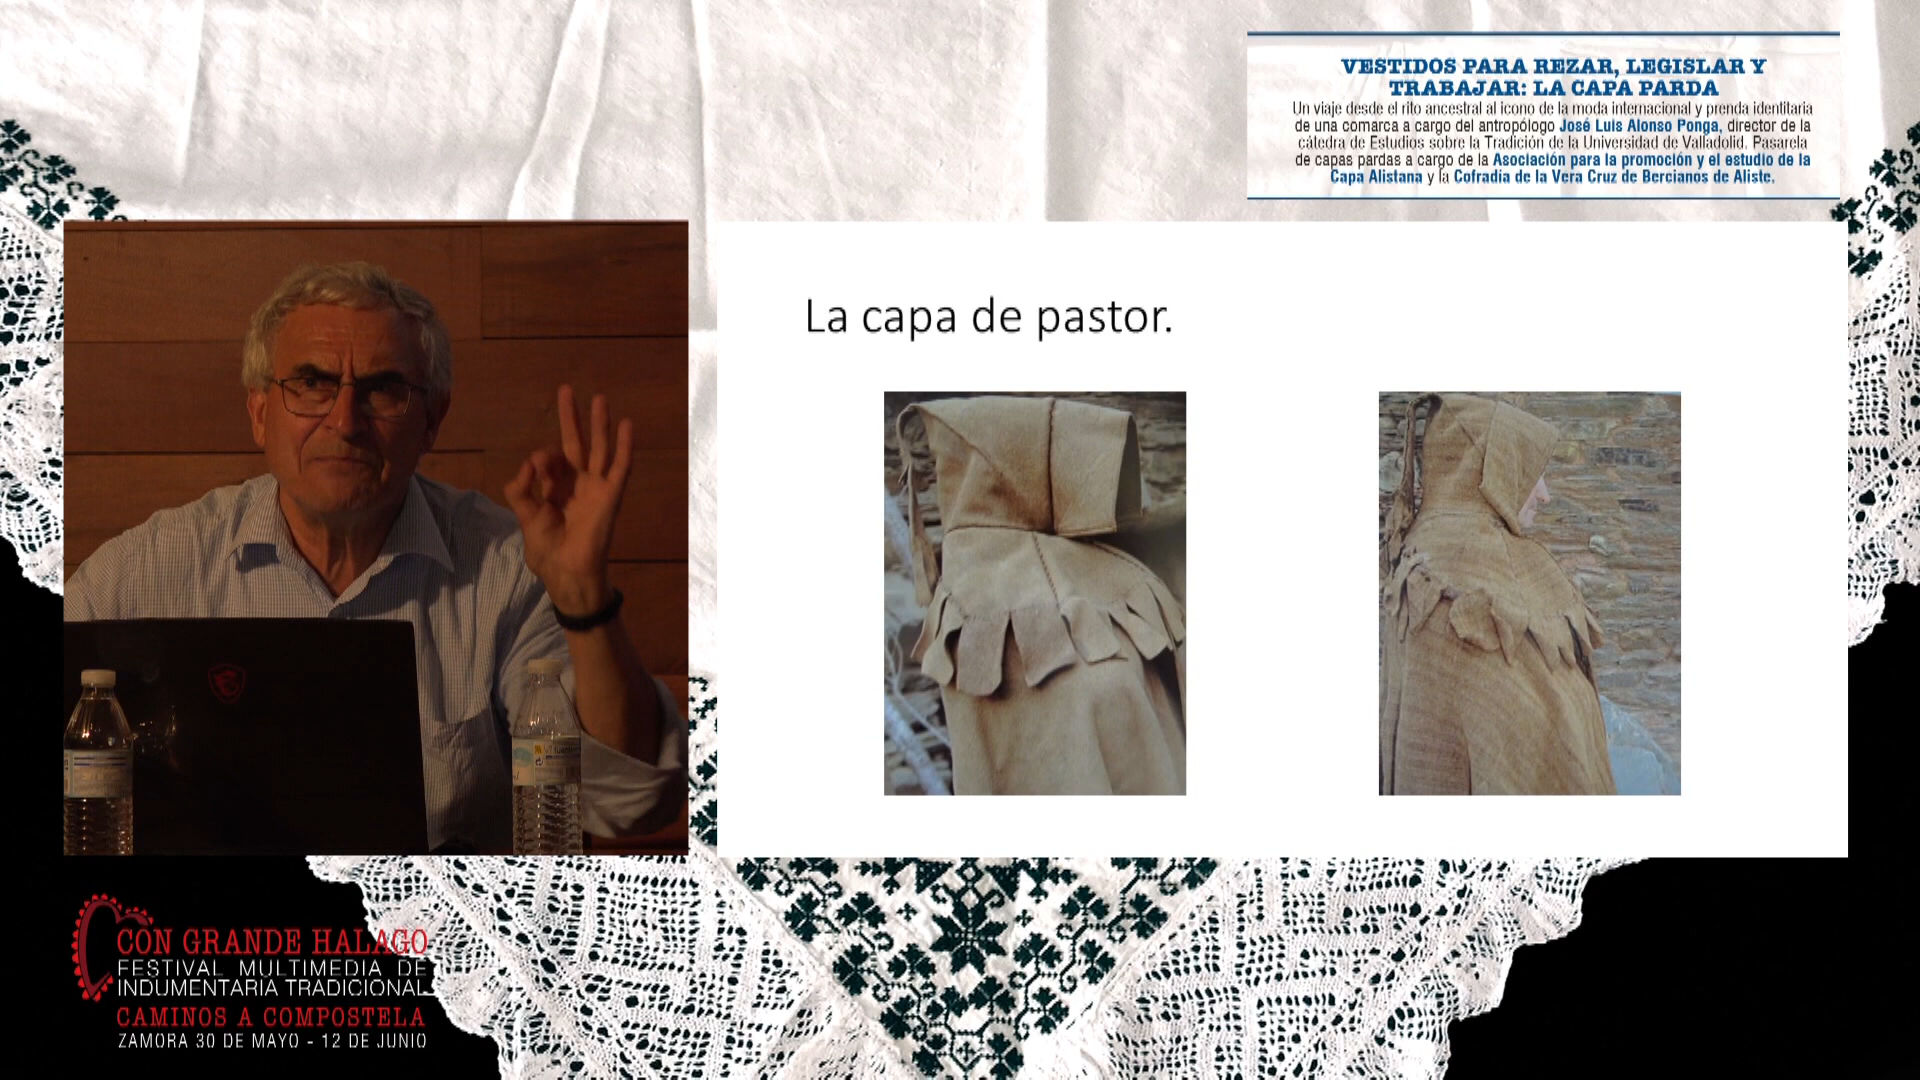 VESTIDOS PARA REZAR, LEGISLAR Y
TRABAJAR: LA CAPA PARDA
Un viaje desde el rito ancestral al icono de la moda internacional y prenda identitaria
de una comarca a cargo del antropólogo José Luis Alonso Ponga, director de la
cátedra de Estudios sobre la Tradición de la Universidad de Valladolid. Pasarela
de capas pardas a cargo de la Asociación para la promoción y el estudio de la
Capa Alistana y la Cofradía de la Vera Cruz de Bercianos de Aliste.
La capa de pastor.
CON GRANDE HALAGO
FESTIVAL MULTIMEDIA DE
INDUMENTARIA TRADICIONAL
CAMINOS A COMPOSTELA
ZAMORA 30 DE MAYO - 12 DE JUNIO